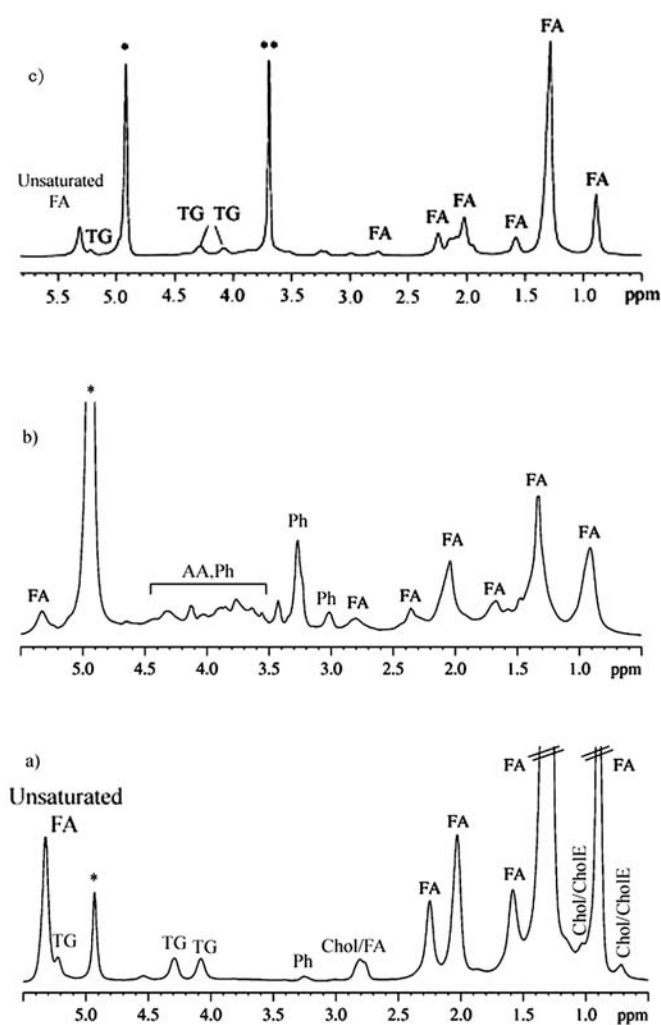 * ** FA
c)
Unsaturated
FA
TG TG TG FA FA FA FA FA
5.5 5.0 4.5 4.0 3.5 3.0 2.5 2.0 1.5 1.0 ppm
*
b)
FA AA,Ph Ph Ph FA FA FA FA FA FA
5.0 4.5 4.0 3.5 3.0 2.5 2.0 1.5 1.0 ppm
a)
Unsaturated
FA
TG * TG TG Ph Chol/FA FA FA FA FA Chol/CholE FA Chol/CholE
5.0 4.5 4.0 3.5 3.0 2.5 2.0 1.5 1.0 ppm